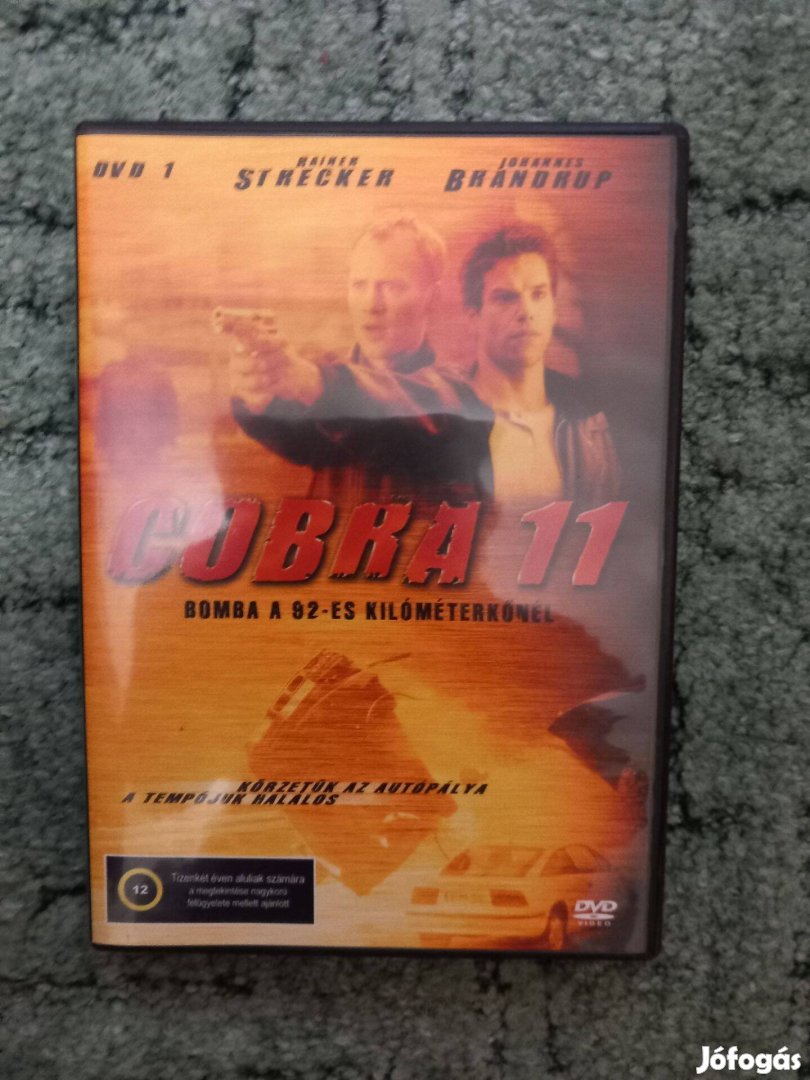 DVD 1
RAINER
STRECKER
JOHANNES
BRANDRUP
COBRA 11
BOMBA A 92-ES KILÓMÉTERKŐNÉL
KÖRZETÜK AZ AUTÓPÁLYA
A TEMPÓJUK HALÁLOS
12
Tizenkét éven aluliak számára
a megtekintése nagykorú
felügyelete mellett ajánlott
DVD
VIDEO
Jófogás